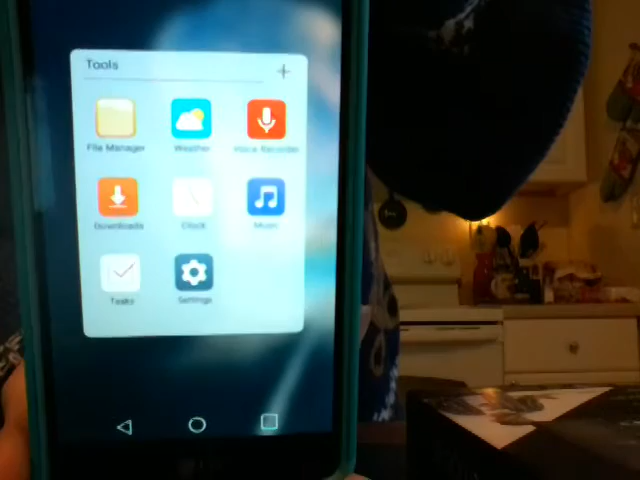 Tools
File Manager
Weather
Voice Recorder
Downloads
Clock
Music
Tasks
Settings